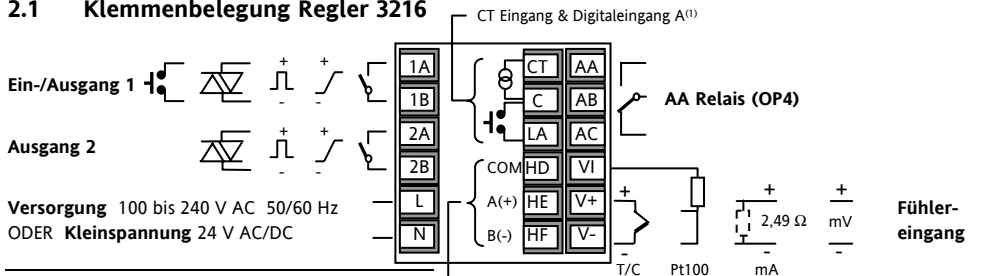 2.1 Klemmenbelegung Regler 3216
CT Eingang & Digitaleingang A(1)
Ein-/Ausgang 1
+ +
- -
1A
1B
CT
C
LA
AA
AB
AC
AA Relais (OP4)
Ausgang 2
+ +
- -
2A
2B
COM HD
VI
Versorgung 100 bis 240 V AC 50/60 Hz
L
A(+) HE
V+
ODER Kleinspannung 24 V AC/DC
N
B(-) HF
V-
+ + +
2,49 Ω
mV
- - -
T/C Pt100 mA
Fühler-
eingang